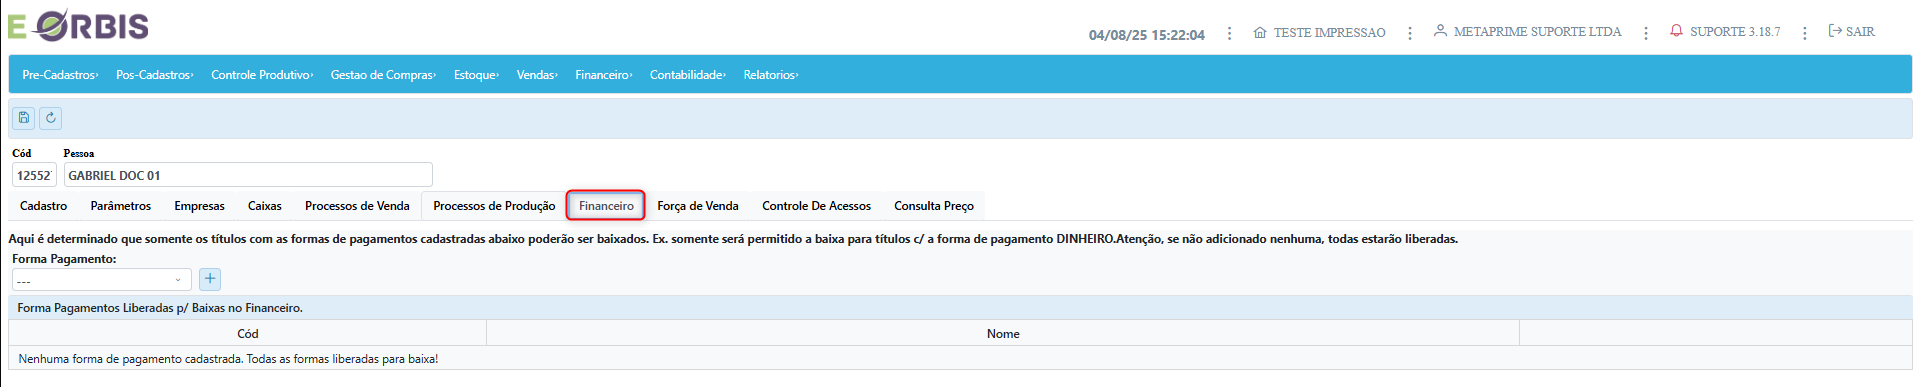 E ORBIS
04/08/25 15:22:04 TESTE IMPRESSAO METAPRIME SUPORTE LTDA SUPORTE 3.18.7 SAIR
Pre-Cadastros Pos-Cadastros Controle Produtivo Gestao de Compras Estoque Vendas Financeiro Contabilidade Relatorios
Cód Pessoa
12552 GABRIEL DOC 01
Cadastro Parâmetros Empresas Caixas Processos de Venda Processos de Produção Financeiro Força de Venda Controle De Acessos Consulta Preço
Aqui é determinado que somente os títulos com as formas de pagamentos cadastradas abaixo poderão ser baixados. Ex. somente será permitido a baixa para títulos c/ a forma de pagamento DINHEIRO.Atenção, se não adicionado nenhuma, todas estarão liberadas.
Forma Pagamento:
---
Forma Pagamentos Liberadas p/ Baixas no Financeiro.
Cód Nome
Nenhuma forma de pagamento cadastrada. Todas as formas liberadas para baixa!